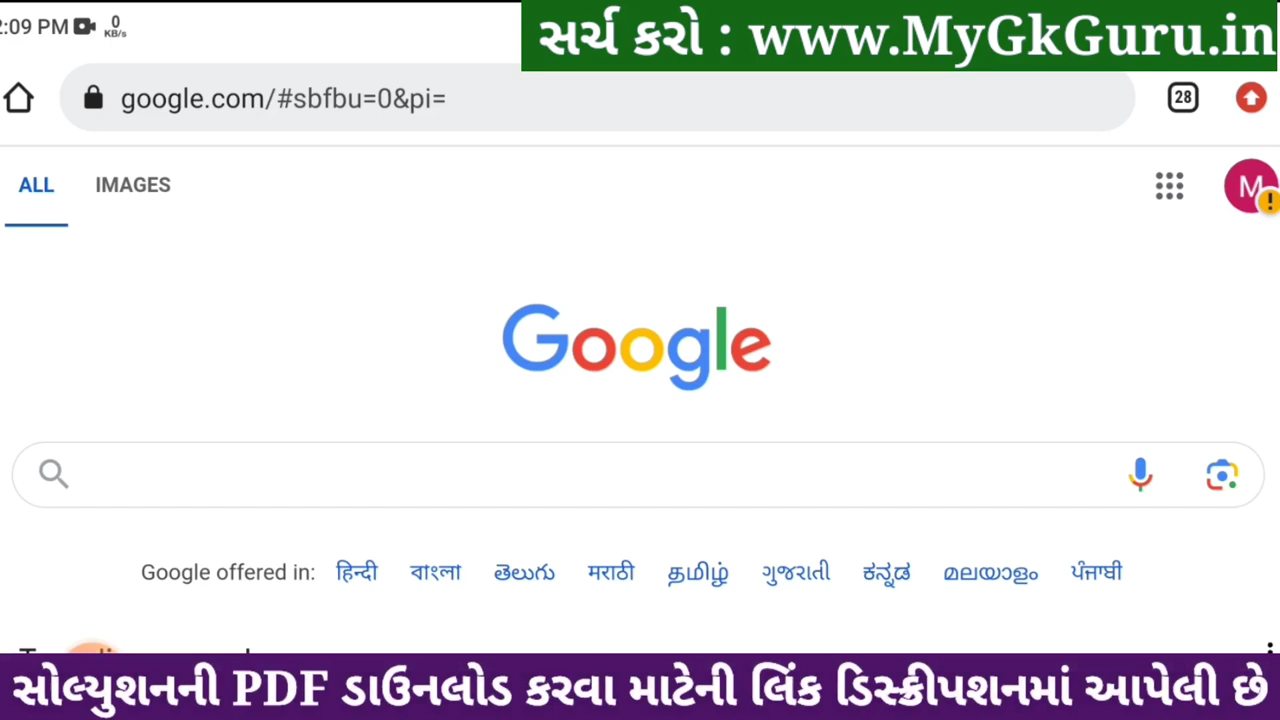 :09 PM 0 KB/s
સર્ચ કરો : www.MyGkGuru.in
google.com/#sbfbu=0&pi=
28
ALL IMAGES
M !
Google
Google offered in: हिन्दी বাংলা తెలుగు मराठी தமிழ் ગુજરાતી ಕನ್ನಡ മലയാളം ਪੰਜਾਬੀ
સોલ્યુશનની PDF ડાઉનલોડ કરવા માટેની લિંક ડિસ્ક્રીપશનમાં આપેલી છે